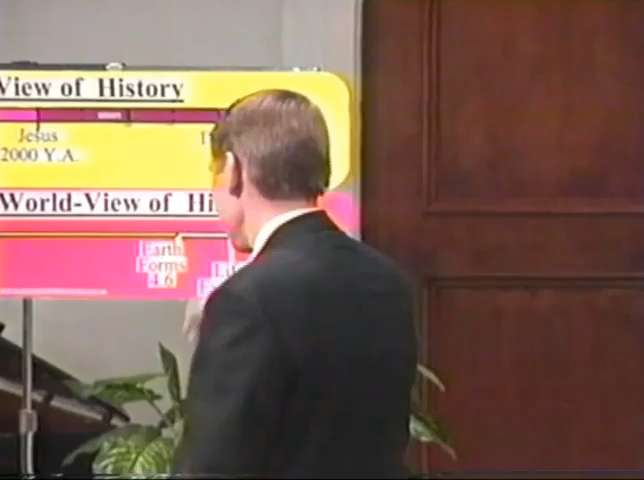 View of History
Jesus
2000 Y.A.
World-View of Hi
Earth
Forms
4.6